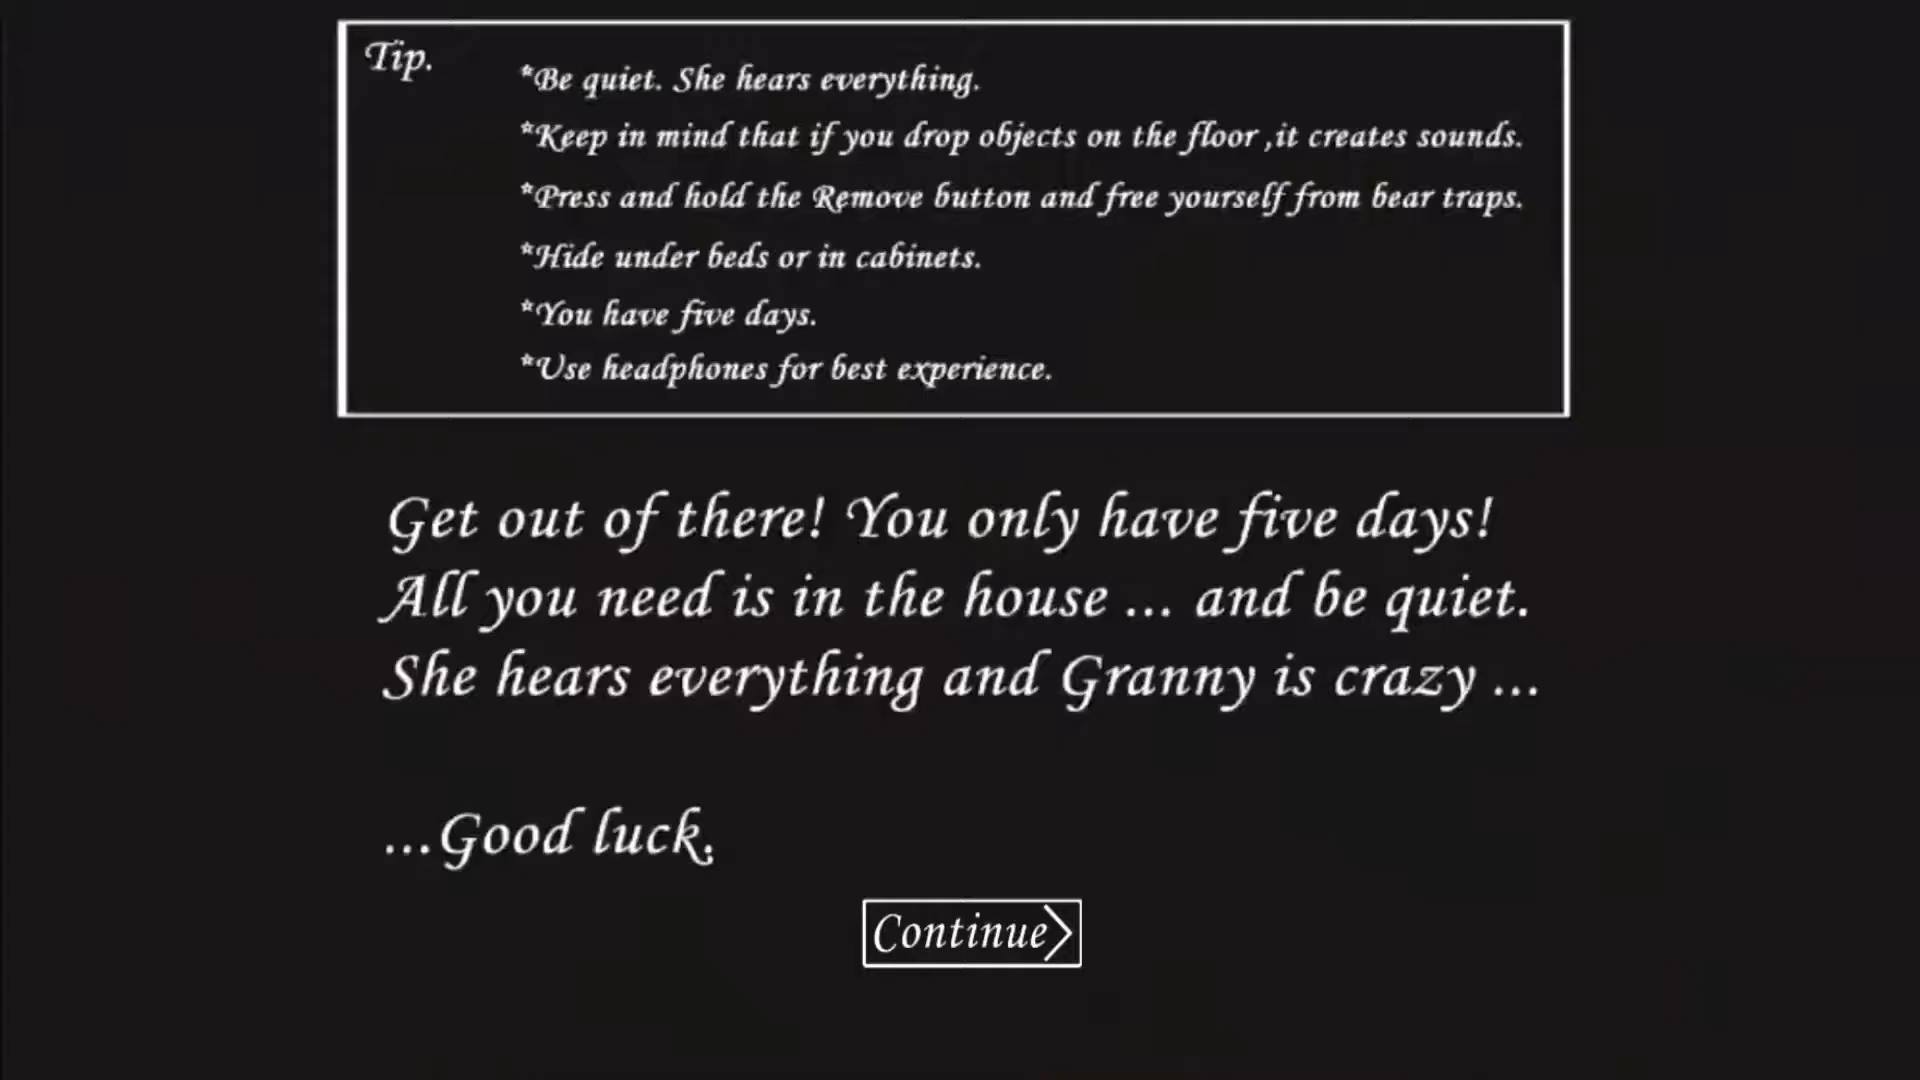 Tip.
*Be quiet. She hears everything.
*Keep in mind that if you drop objects on the floor ,it creates sounds.
*Press and hold the Remove button and free yourself from bear traps.
*Hide under beds or in cabinets.
*You have five days.
*Use headphones for best experience.
Get out of there! You only have five days!
All you need is in the house ... and be quiet.
She hears everything and Granny is crazy ...
...Good luck.
Continue>